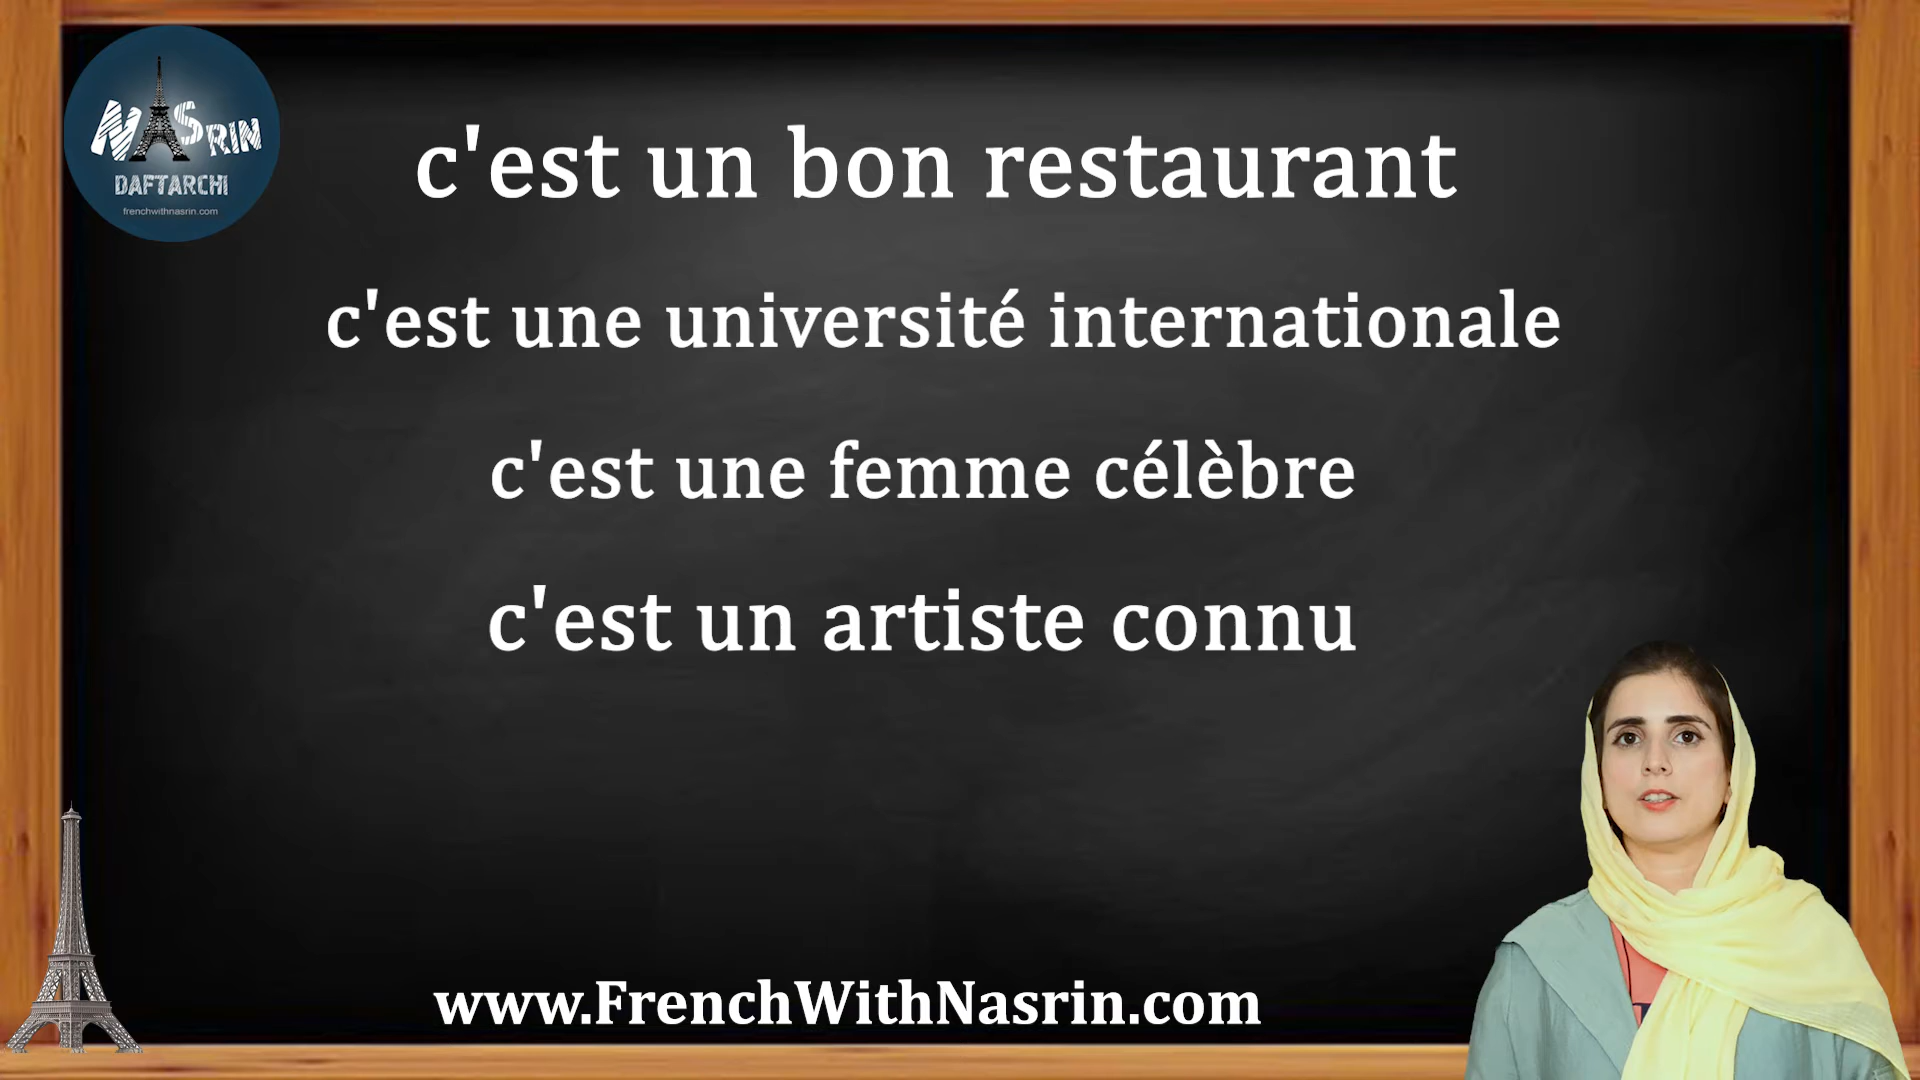 NASRIN
DAFTARCHI
frenchwithnasrin.com
c'est un bon restaurant
c'est une université internationale
c'est une femme célèbre
c'est un artiste connu
www.FrenchWithNasrin.com